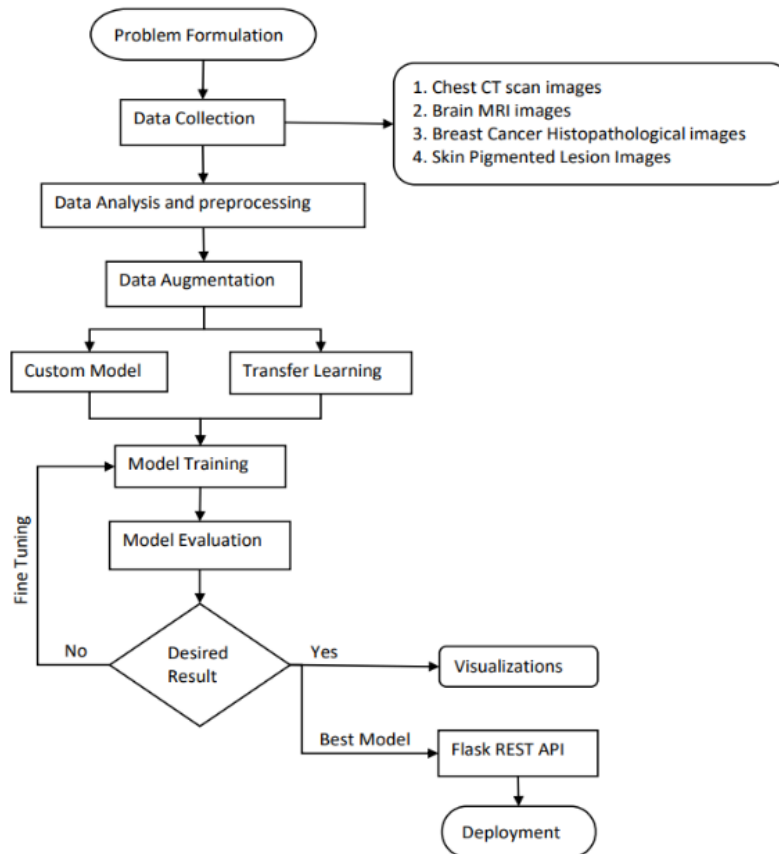 Problem Formulation
Data Collection
1. Chest CT scan images
2. Brain MRI images
3. Breast Cancer Histopathological images
4. Skin Pigmented Lesion Images
Data Analysis and preprocessing
Data Augmentation
Custom Model
Transfer Learning
Model Training
Model Evaluation
Fine Tuning
No
Desired
Result
Yes
Visualizations
Best Model
Flask REST API
Deployment